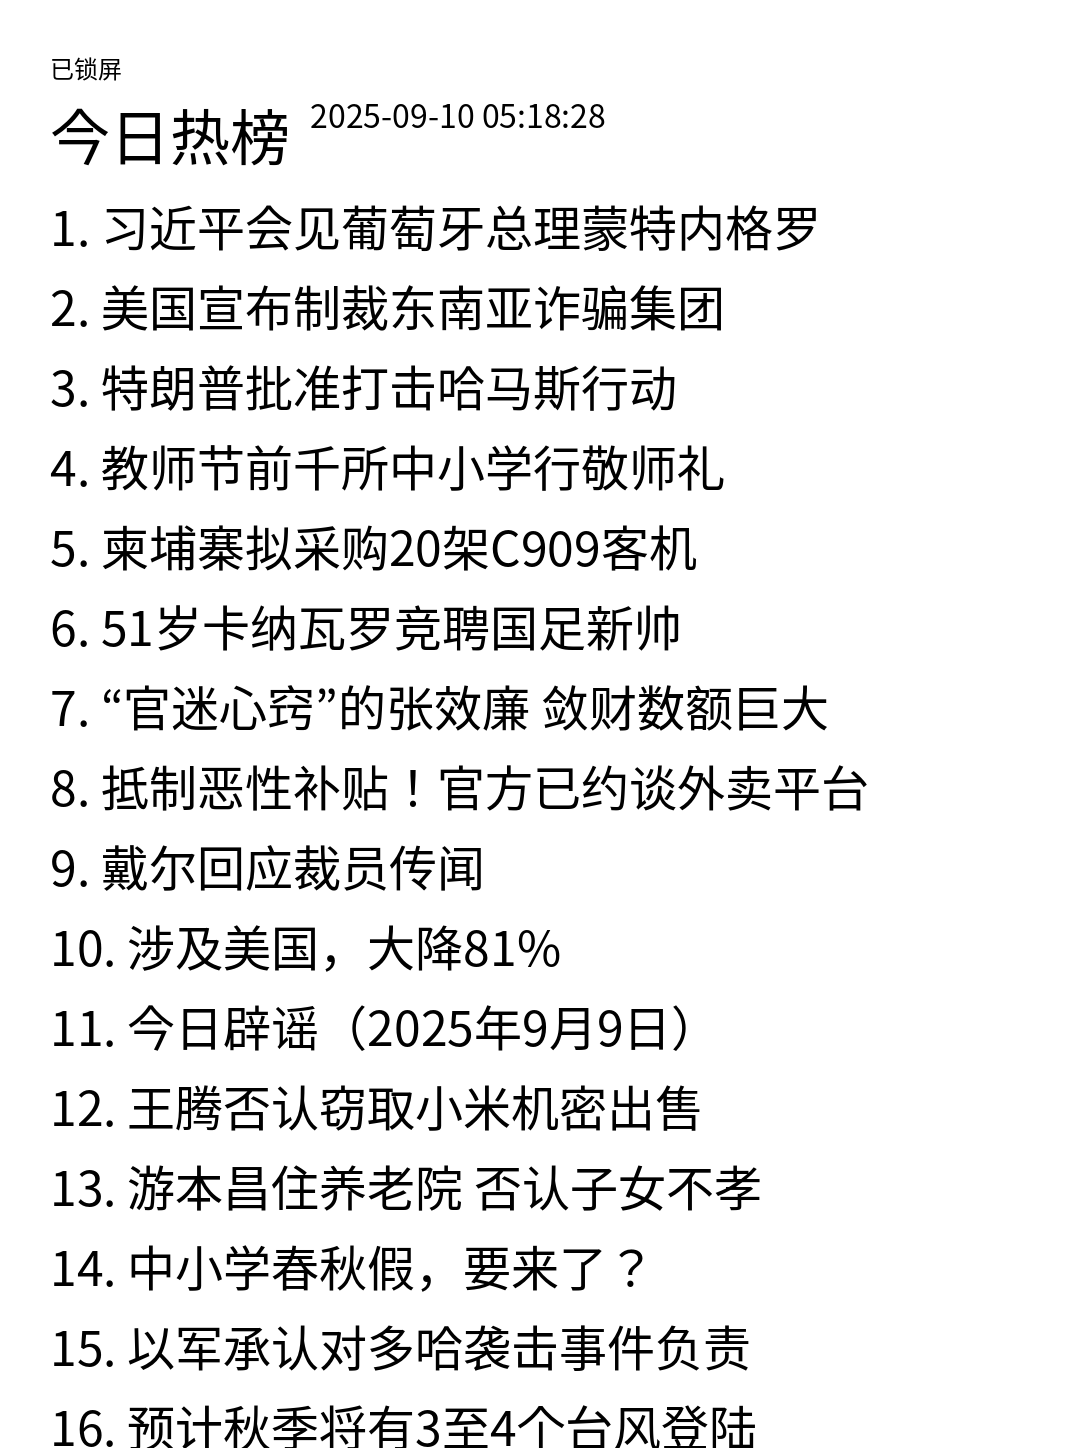 已锁屏
今日热榜 2025-09-10 05:18:28
1. 习近平会见葡萄牙总理蒙特内格罗
2. 美国宣布制裁东南亚诈骗集团
3. 特朗普批准打击哈马斯行动
4. 教师节前千所中小学行敬师礼
5. 柬埔寨拟采购20架C909客机
6. 51岁卡纳瓦罗竞聘国足新帅
7. “官迷心窍”的张效廉 敛财数额巨大
8. 抵制恶性补贴！官方已约谈外卖平台
9. 戴尔回应裁员传闻
10. 涉及美国，大降81%
11. 今日辟谣（2025年9月9日）
12. 王腾否认窃取小米机密出售
13. 游本昌住养老院 否认子女不孝
14. 中小学春秋假，要来了？
15. 以军承认对多哈袭击事件负责
16. 预计秋季将有3至4个台风登陆